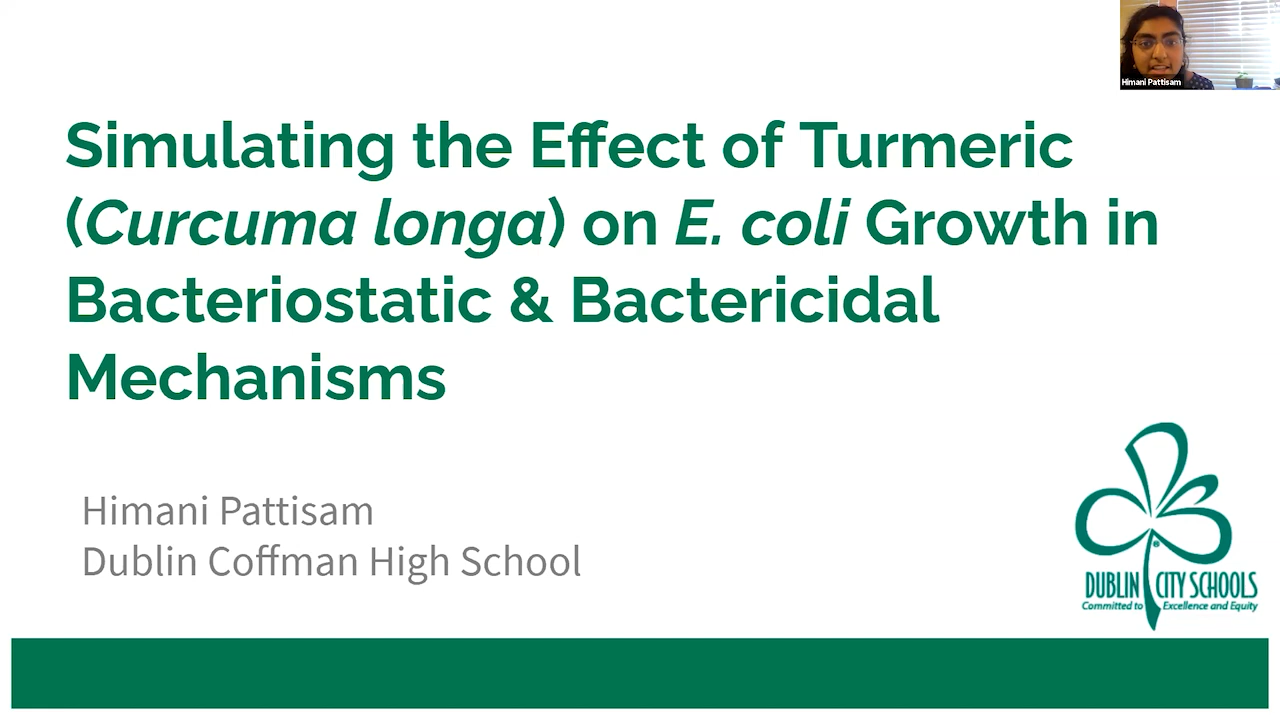 Himani Pattisam
Simulating the Effect of Turmeric
(Curcuma longa) on E. coli Growth in
Bacteriostatic & Bactericidal
Mechanisms
Himani Pattisam
Dublin Coffman High School
DUBLIN CITY SCHOOLS
Committed to Excellence and Equity